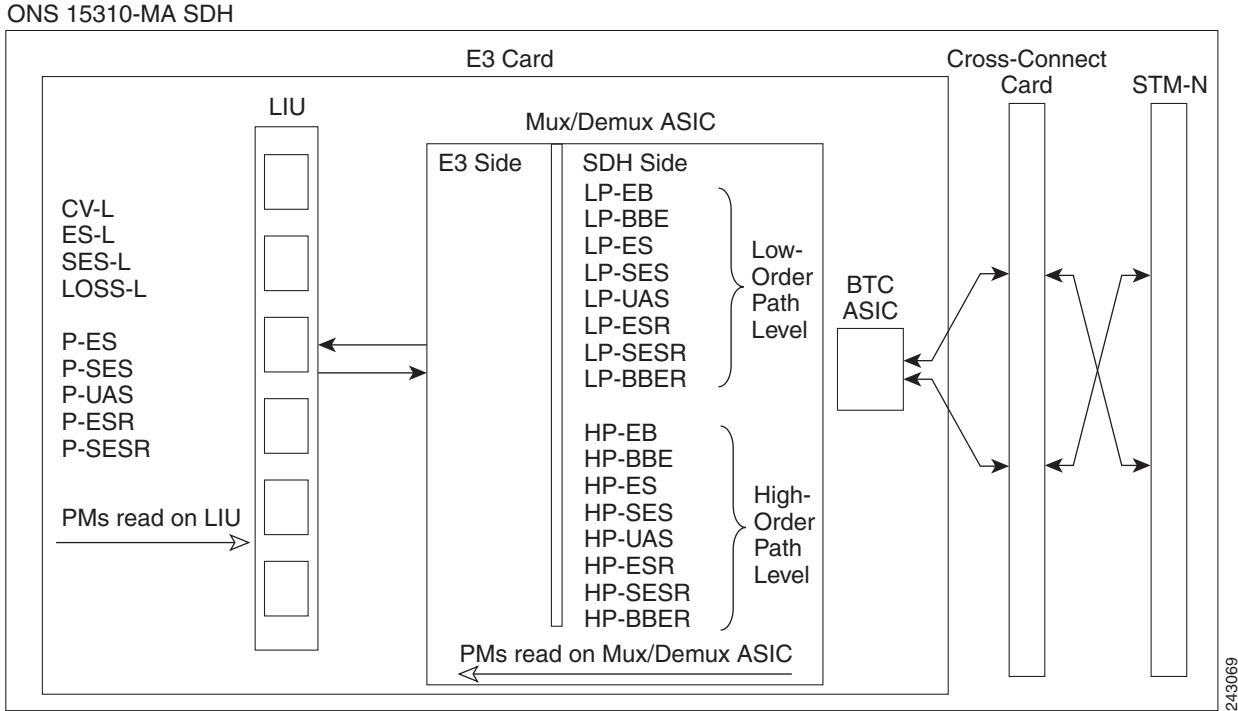 ONS 15310-MA SDH
E3 Card
Cross-Connect
Card
STM-N
LIU
Mux/Demux ASIC
E3 Side
SDH Side
CV-L
ES-L
SES-L
LOSS-L
P-ES
P-SES
P-UAS
P-ESR
P-SESR
PMs read on LIU
LP-EB
LP-BBE
LP-ES
LP-SES
LP-UAS
LP-ESR
LP-SESR
LP-BBER
Low-
Order
Path
Level
HP-EB
HP-BBE
HP-ES
HP-SES
HP-UAS
HP-ESR
HP-SESR
HP-BBER
High-
Order
Path
Level
PMs read on Mux/Demux ASIC
BTC
ASIC
243069